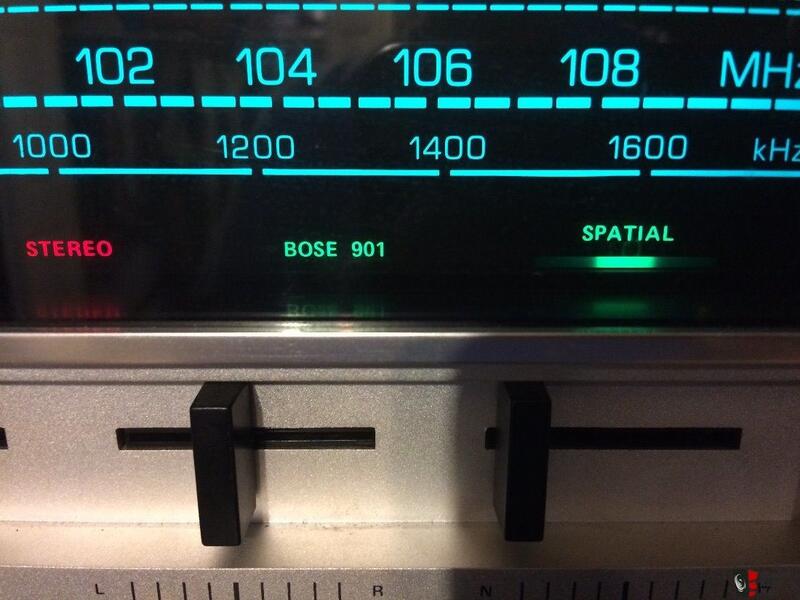 102 104 106 108 MHz
1000 1200 1400 1600 kHz
STEREO BOSE 901 SPATIAL
L R N